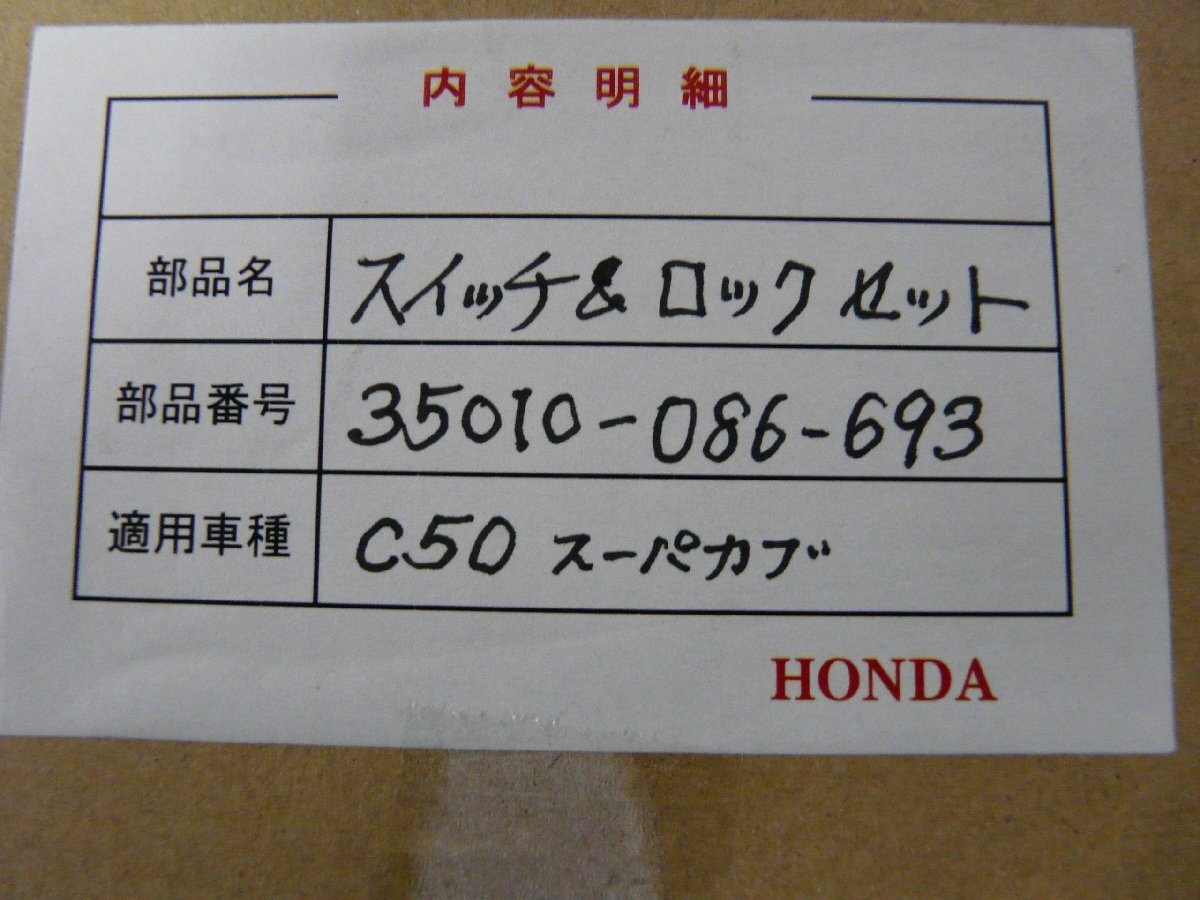 内容明細
部品名 スイッチ&ロックセット
部品番号 35010-086-693
適用車種 C50 スーパカブ
HONDA